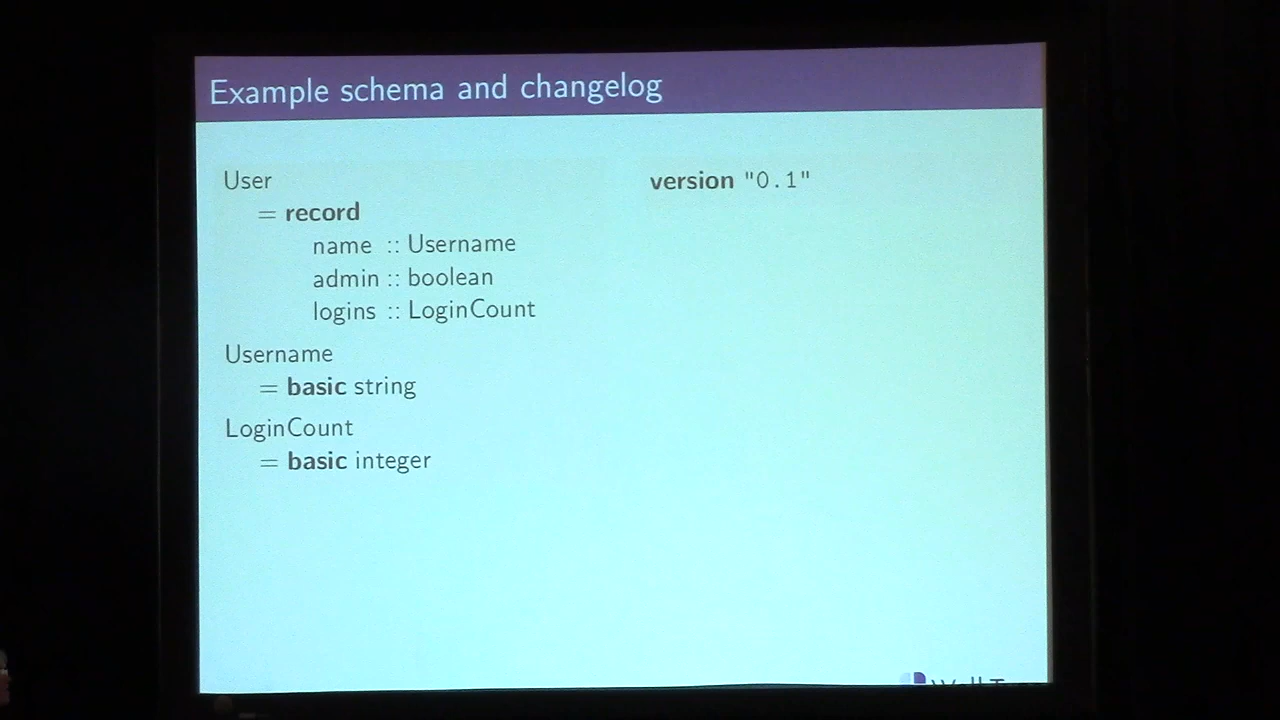 Example schema and changelog
User
= record
name :: Username
admin :: boolean
logins :: LoginCount
Username
= basic string
LoginCount
= basic integer
version "0.1"